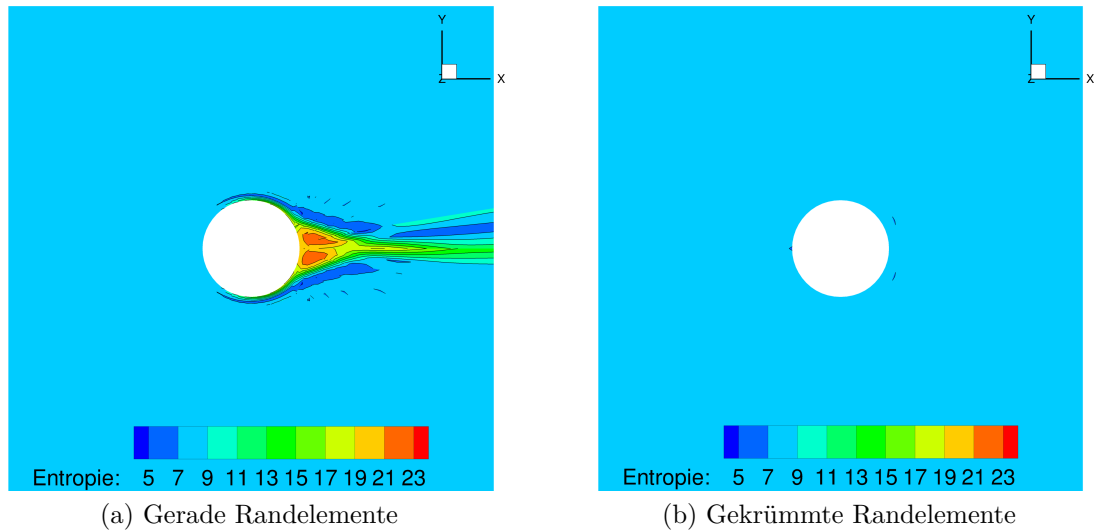 Y
Z
X
Entropie: 5 7 9 11 13 15 17 19 21 23
(a) Gerade Randelemente
Y
Z
X
Entropie: 5 7 9 11 13 15 17 19 21 23
(b) Gekrümmte Randelemente